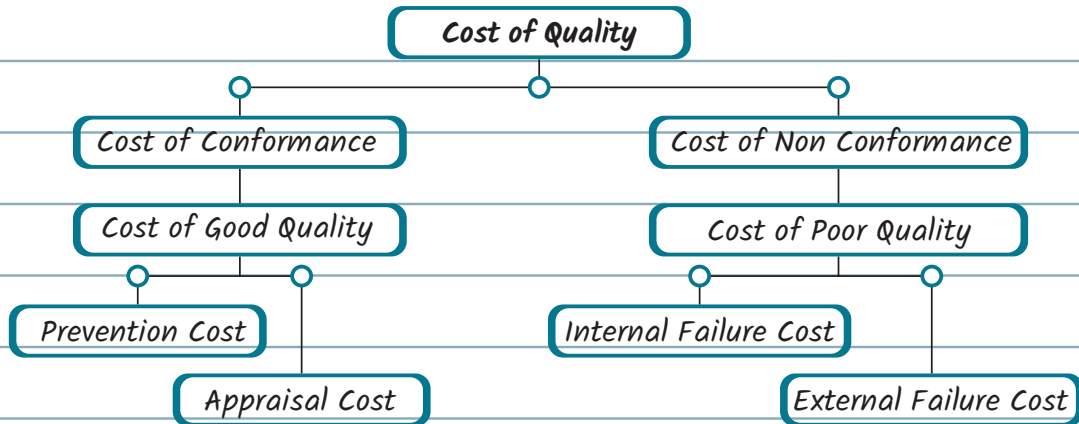 Cost of Quality
Cost of Conformance
Cost of Non Conformance
Cost of Good Quality
Cost of Poor Quality
Prevention Cost
Internal Failure Cost
Appraisal Cost
External Failure Cost